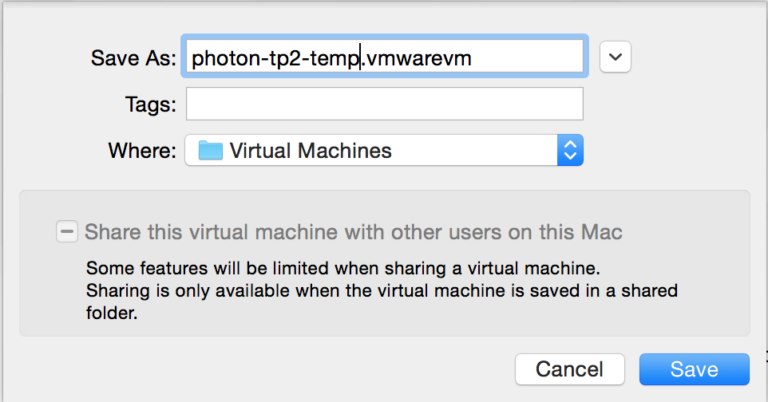 Save As: photon-tp2-temp.vmwarevm
Tags:
Where: Virtual Machines
Share this virtual machine with other users on this Mac
Some features will be limited when sharing a virtual machine.
Sharing is only available when the virtual machine is saved in a shared
folder.
Cancel Save